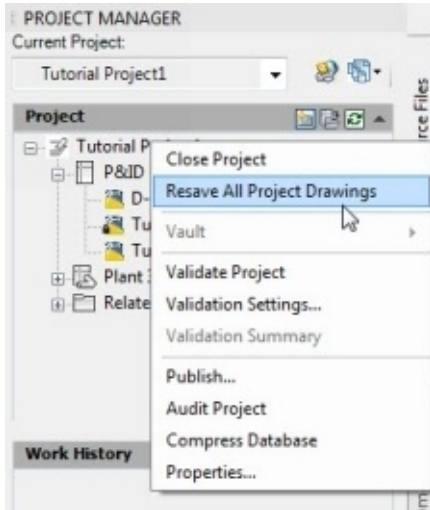 PROJECT MANAGER
Current Project:
Tutorial Project1
Project
Tutorial
P&ID
D-
Tu
Tu
Plant
Relate
Close Project
Resave All Project Drawings
Vault
Validate Project
Validation Settings...
Validation Summary
Publish...
Audit Project
Compress Database
Properties...
Work History
rce Files